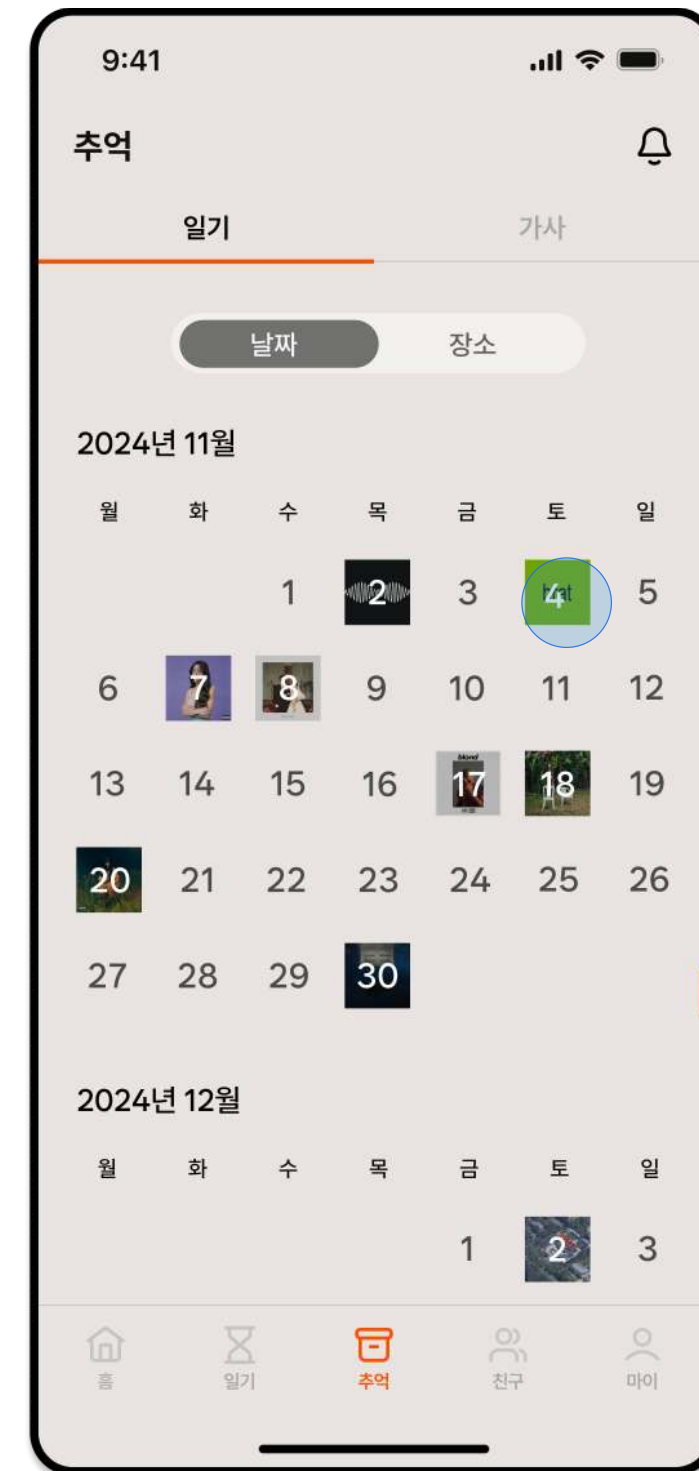 9:41
추억
일기 가사
날짜 장소
2024년 11월
월 화 수 목 금 토 일
1 2 3 4 5
6 7 8 9 10 11 12
13 14 15 16 17 18 19
20 21 22 23 24 25 26
27 28 29 30
2024년 12월
월 화 수 목 금 토 일
1 2 3
홈 일기 추억 친구 마이